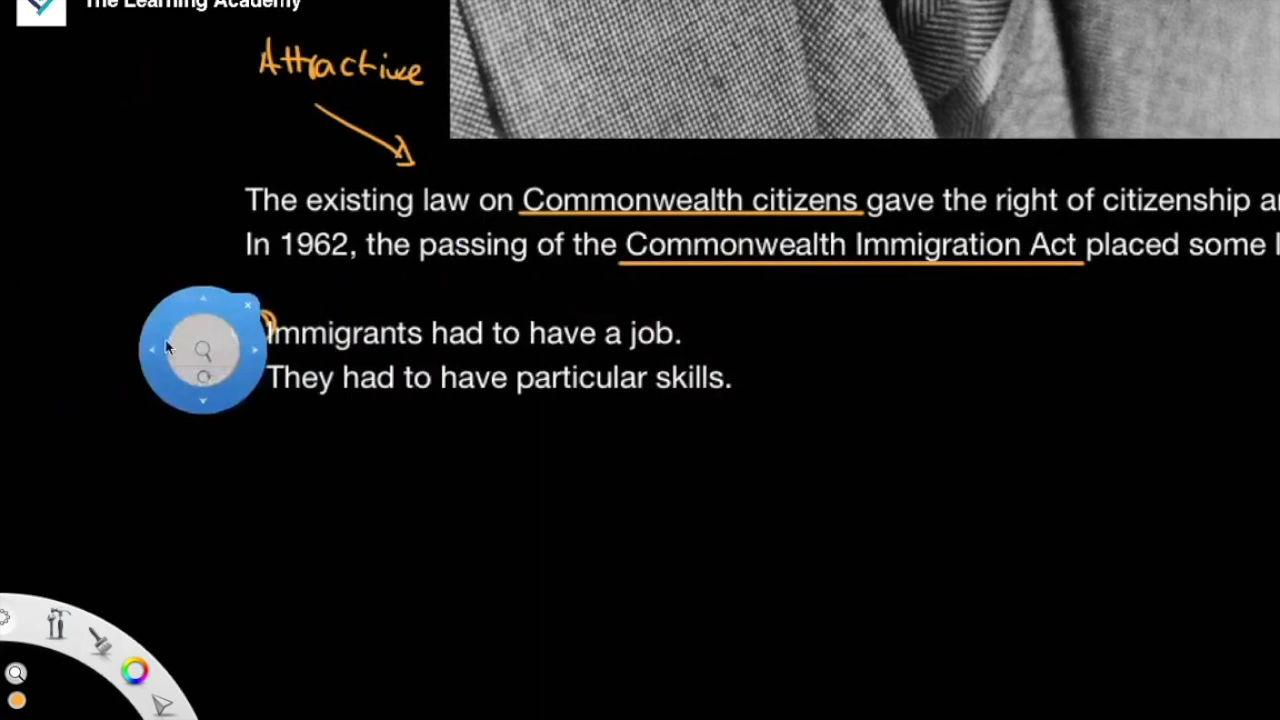 The Learning Academy
Attractive
The existing law on Commonwealth citizens gave the right of citizenship
In 1962, the passing of the Commonwealth Immigration Act placed some
Immigrants had to have a job.
They had to have particular skills.